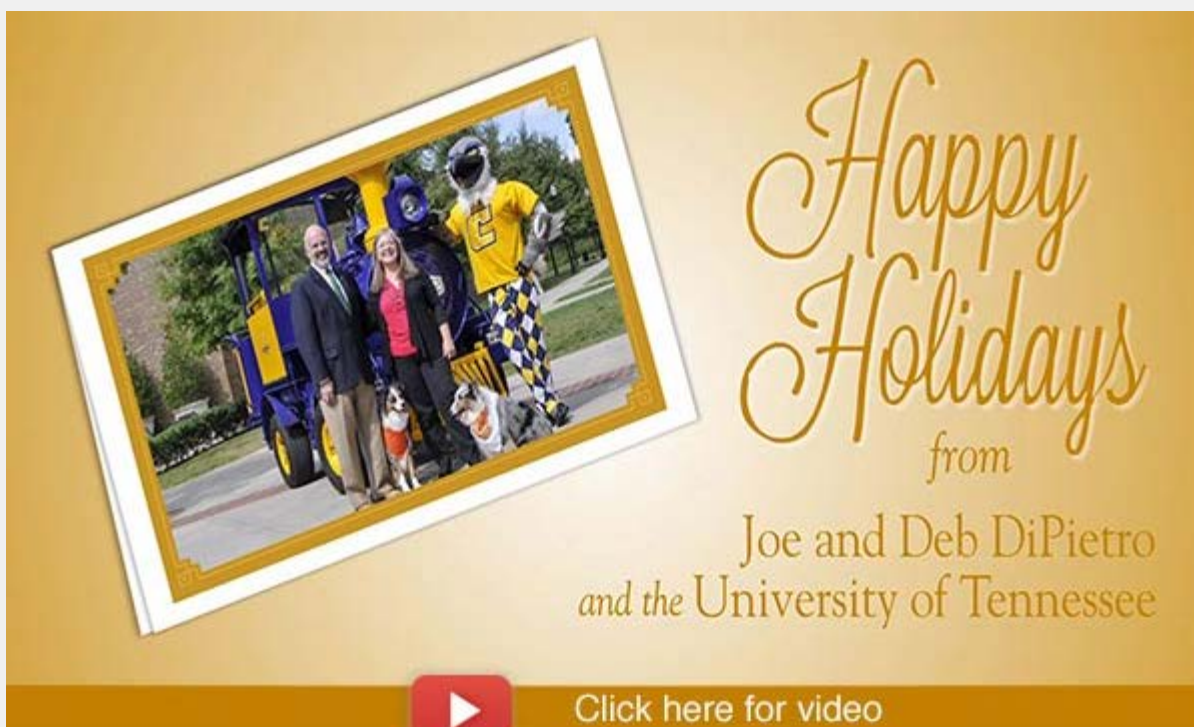 Happy
Holidays
from
Joe and Deb DiPietro
and the University of Tennessee
C
Click here for video